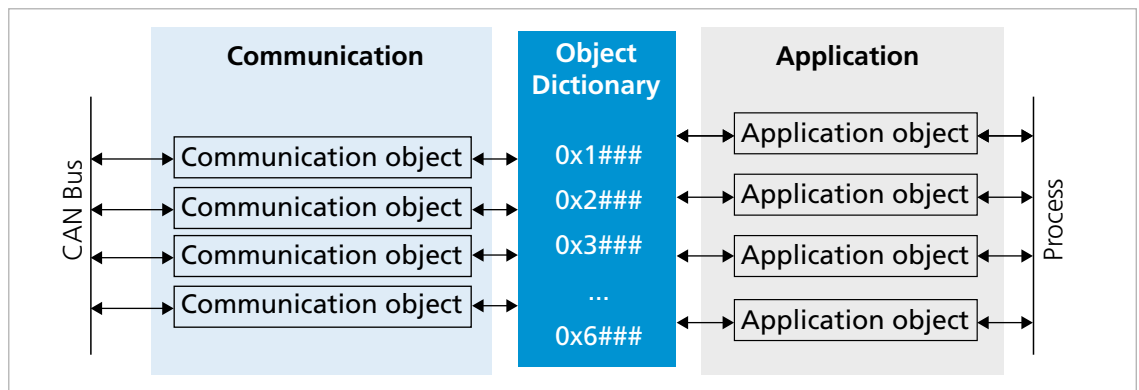 Communication
Object
Dictionary
Application
CAN Bus
Communication object
Communication object
Communication object
Communication object
0x1###
0x2###
0x3###
...
0x6###
Application object
Application object
Application object
Application object
Process